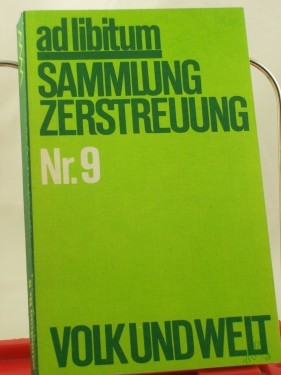 ad libitum
SAMMLUNG
ZERSTREUUNG
Nr. 9
VOLK UND WELT